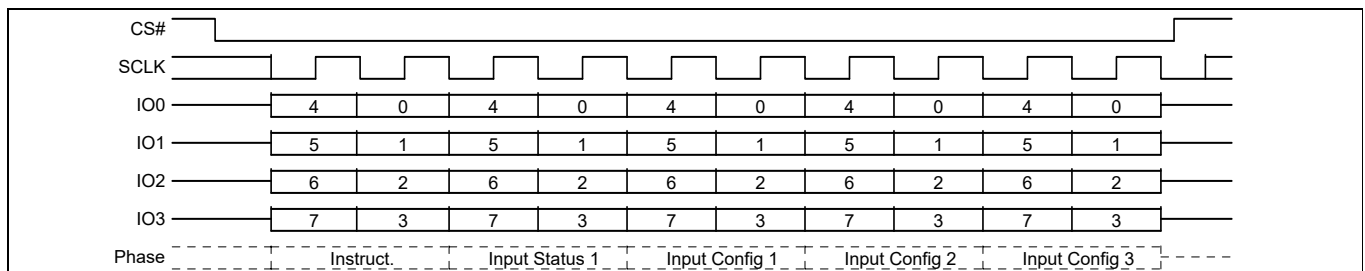 CS#
SCLK
IO0 4 0 4 0 4 0 4 0 4 0
IO1 5 1 5 1 5 1 5 1 5 1
IO2 6 2 6 2 6 2 6 2 6 2
IO3 7 3 7 3 7 3 7 3 7 3
Phase Instruct. Input Status 1 Input Config 1 Input Config 2 Input Config 3